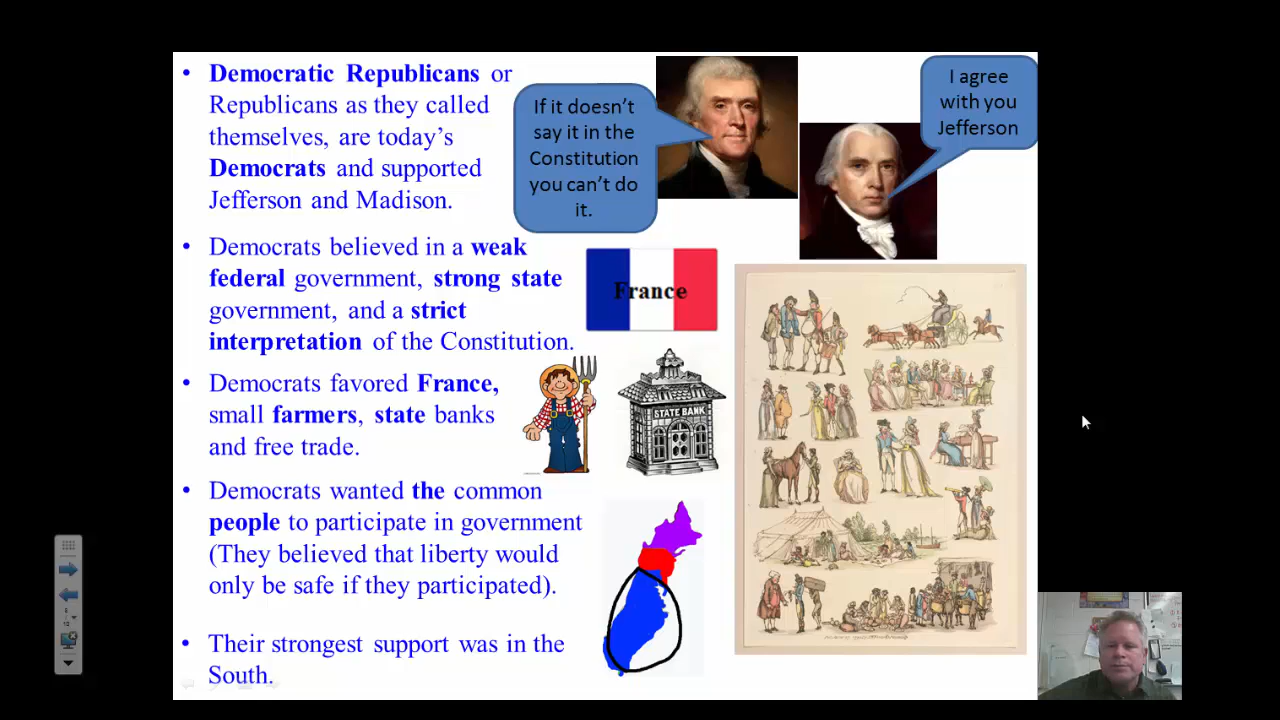 • Democratic Republicans or
Republicans as they called
themselves, are today's
Democrats and supported
Jefferson and Madison.
• Democrats believed in a weak
federal government, strong state
government, and a strict
interpretation of the Constitution.
• Democrats favored France,
small farmers, state banks
and free trade.
• Democrats wanted the common
people to participate in government
(They believed that liberty would
only be safe if they participated).
• Their strongest support was in the
South.
If it doesn't
say it in the
Constitution
you can't do
it.
I agree
with you
Jefferson
France
STATE BANK